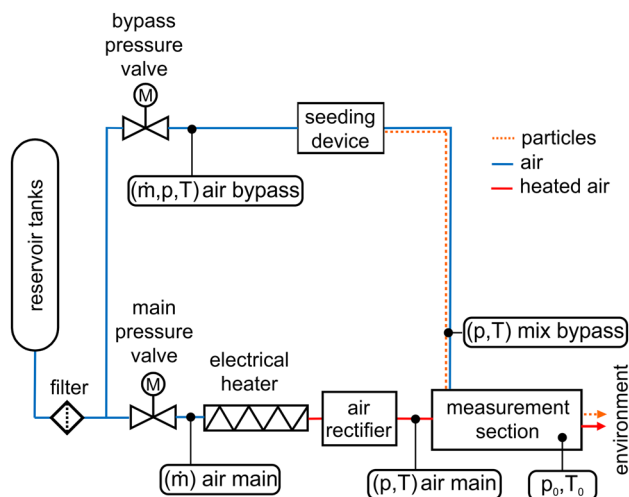 bypass
pressure
valve
M
seeding
device
particles
air
heated air
(ṁ,p,T) air bypass
reservoir tanks
main
pressure
valve
M
electrical
heater
filter
air
rectifier
(p,T) mix bypass
measurement
section
environment
(ṁ) air main
(p,T) air main
p₀,T₀